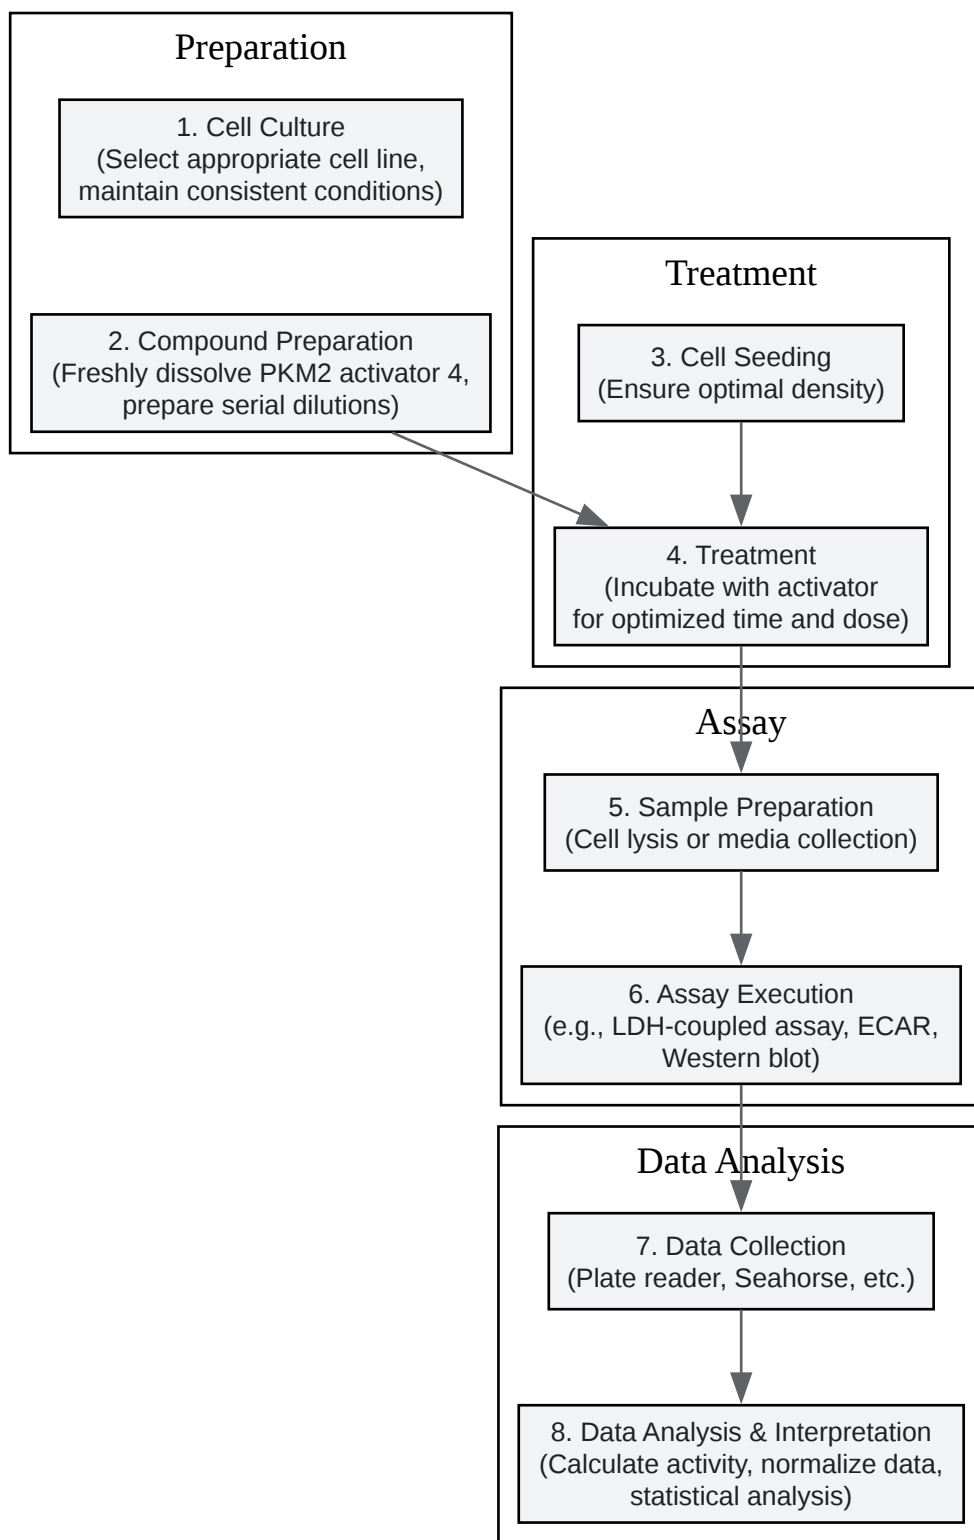 Preparation
1. Cell Culture
(Select appropriate cell line,
maintain consistent conditions)
2. Compound Preparation
(Freshly dissolve PKM2 activator 4,
prepare serial dilutions)
Treatment
3. Cell Seeding
(Ensure optimal density)
4. Treatment
(Incubate with activator
for optimized time and dose)
Assay
5. Sample Preparation
(Cell lysis or media collection)
6. Assay Execution
(e.g., LDH-coupled assay, ECAR,
Western blot)
Data Analysis
7. Data Collection
(Plate reader, Seahorse, etc.)
8. Data Analysis & Interpretation
(Calculate activity, normalize data,
statistical analysis)